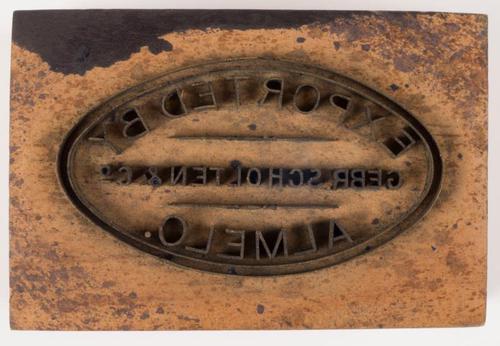 EXPORTED BY
GEBR. SCHOLTEN & Co.
ALMELO.